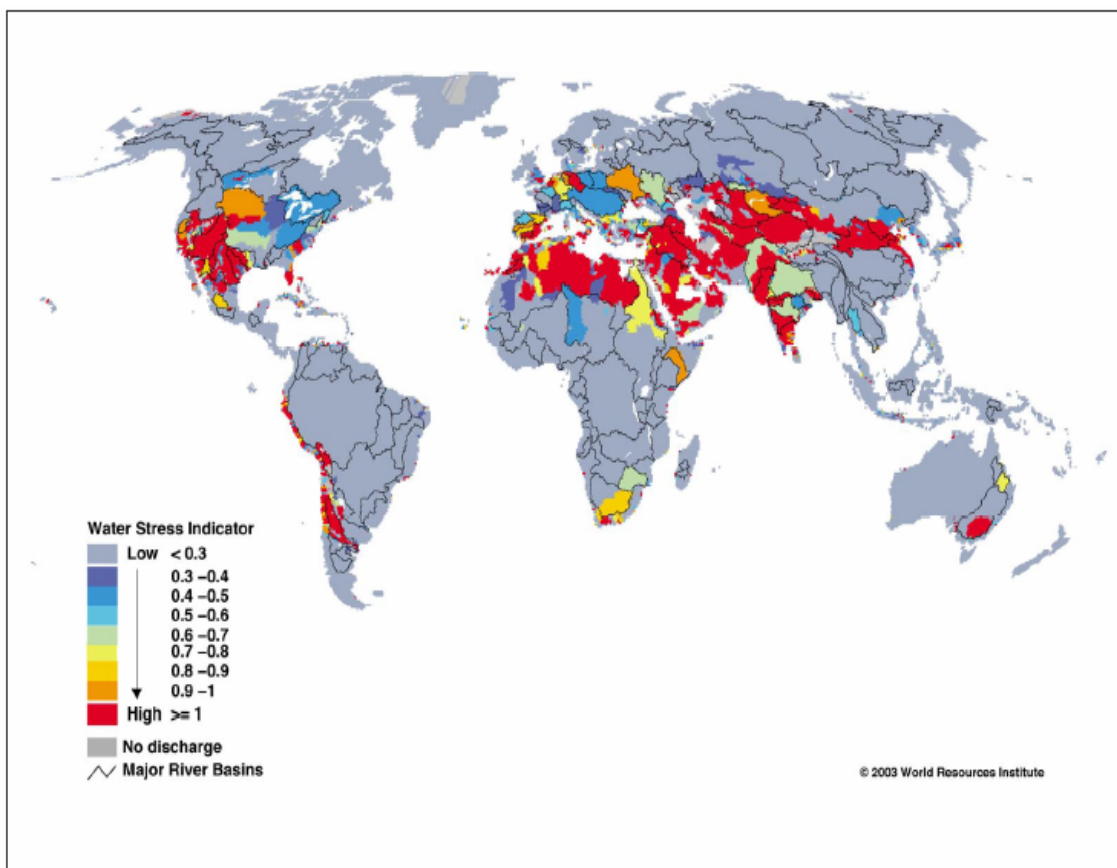 Water Stress Indicator
Low < 0.3
0.3 –0.4
0.4 –0.5
0.5 –0.6
0.6 –0.7
0.7 –0.8
0.8 –0.9
0.9 –1
High >= 1
No discharge
Major River Basins
© 2003 World Resources Institute